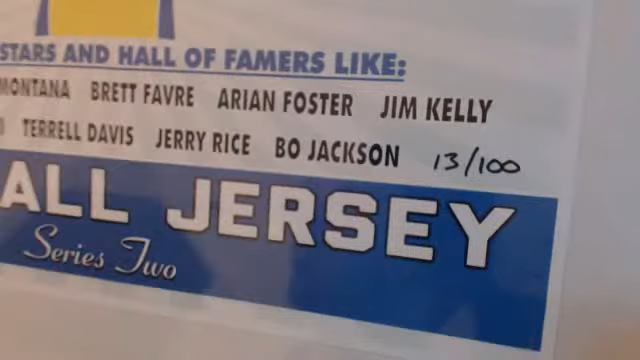 STARS AND HALL OF FAMERS LIKE:
MONTANA BRETT FAVRE ARIAN FOSTER JIM KELLY
TERRELL DAVIS JERRY RICE BO JACKSON 13/100
ALL JERSEY
Series Two